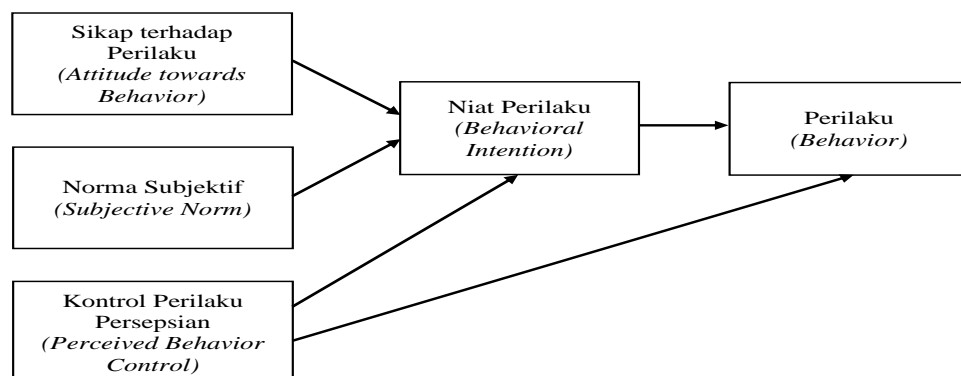 Sikap terhadap
Perilaku
(Attitude towards
Behavior)
Niat Perilaku
(Behavioral
Intention)
Perilaku
(Behavior)
Norma Subjektif
(Subjective Norm)
Kontrol Perilaku
Persepsian
(Perceived Behavior
Control)